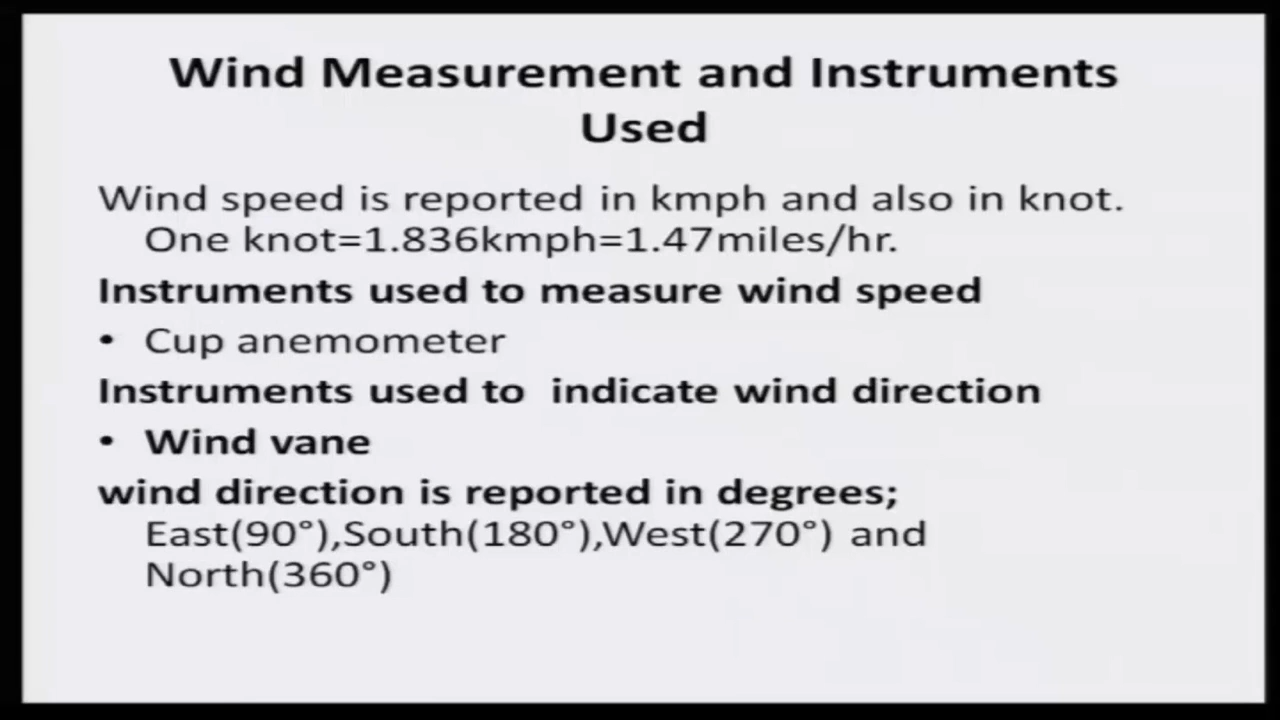 Wind Measurement and Instruments
Used
Wind speed is reported in kmph and also in knot.
One knot=1.836kmph=1.47miles/hr.
Instruments used to measure wind speed
• Cup anemometer
Instruments used to  indicate wind direction
• Wind vane
wind direction is reported in degrees;
East(90°),South(180°),West(270°) and
North(360°)